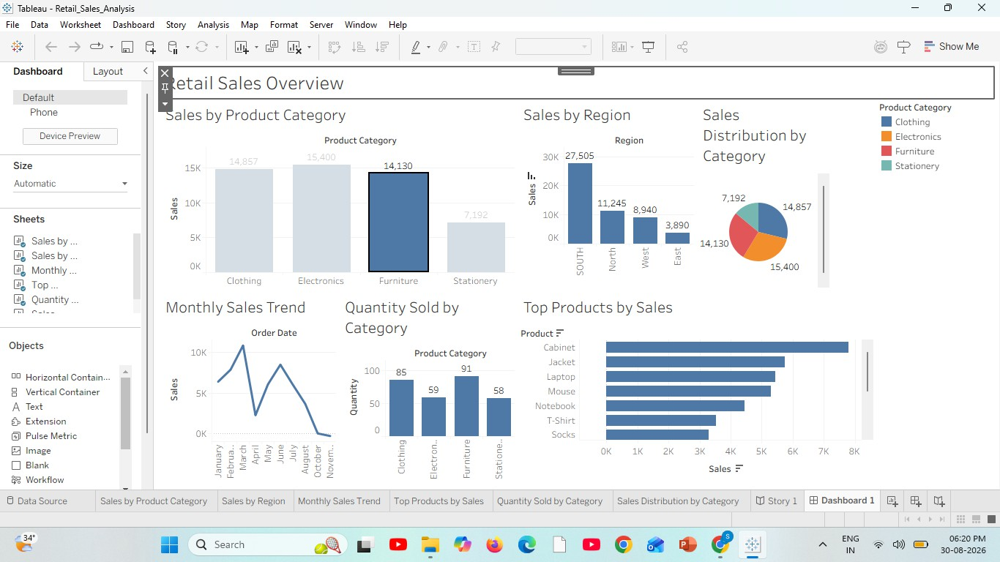 Tableau - Retail_Sales_Analysis
File Data Worksheet Dashboard Story Analysis Map Format Server Window Help
Show Me
Dashboard Layout
Default
Phone
Device Preview
Size
Automatic
Sheets
Sales by ...
Sales by ...
Monthly ...
Top ...
Quantity ...
Objects
Horizontal Contain...
Vertical Container
Text
Extension
Pulse Metric
Image
Blank
Workflow
Retail Sales Overview
Sales by Product Category
Product Category
Sales
15K
10K
5K
0K
14,857
15,400
14,130
7,192
Clothing
Electronics
Furniture
Stationery
Sales by Region
Region
Sales
30K
20K
10K
0K
27,505
11,245
8,940
3,890
SOUTH
North
West
East
Sales
Distribution by
Category
7,192
14,857
14,130
15,400
Product Category
Clothing
Electronics
Furniture
Stationery
Monthly Sales Trend
Order Date
Sales
10K
5K
0K
January
Februa..
March
April
May
June
July
August
October
Novem..
Quantity Sold by
Category
Product Category
Quantity
100
50
0
85
59
91
58
Clothing
Electron..
Furniture
Statione..
Top Products by Sales
Product
Cabinet
Jacket
Laptop
Mouse
Notebook
T-Shirt
Socks
0K 1K 2K 3K 4K 5K 6K 7K 8K
Sales
Data Source Sales by Product Category Sales by Region Monthly Sales Trend Top Products by Sales Quantity Sold by Category Sales Distribution by Category Story 1 Dashboard 1
34°
Search
S
ENG
IN
06:20 PM
30-08-2026